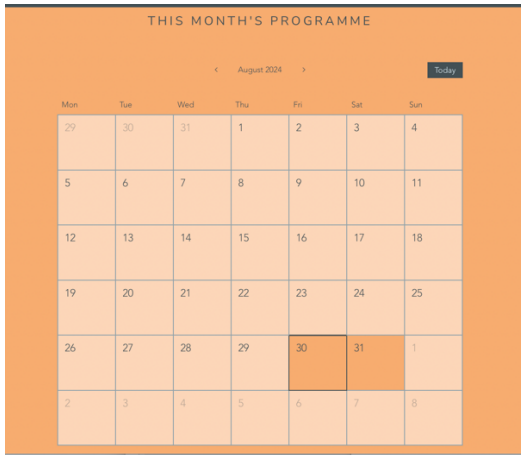 THIS MONTH'S PROGRAMME
< August 2024 > Today
Mon Tue Wed Thu Fri Sat Sun
29 30 31 1 2 3 4
5 6 7 8 9 10 11
12 13 14 15 16 17 18
19 20 21 22 23 24 25
26 27 28 29 30 31 1
2 3 4 5 6 7 8